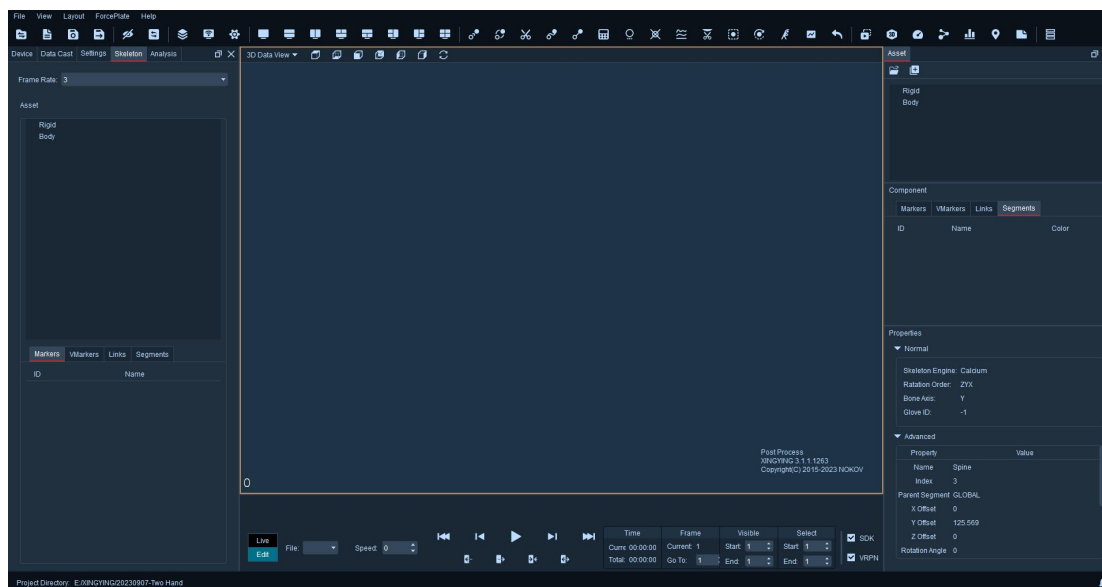 File View Layout ForcePlate Help
Device Data Cast Settings Skeleton Analysis
Frame Rate: 3
Asset
Rigid
Body
Markers VMarkers Links Segments
ID Name
3D Data View
Post Process
XINGYING 3.1.1.1263
Copyright(C) 2015-2023 NOKOV
0
Live
Edit
File:
Speed: 0
Time Frame Visible Select
Curre 00:00:00 Current: 1 Start: 1 Start: 1
Total: 00:00:00 Go To: 1 End: 1 End: 1
SDK
VRPN
Asset
Rigid
Body
Component
Markers VMarkers Links Segments
ID Name Color
Properties
Normal
Skeleton Engine: Calcium
Ratation Order: ZYX
Bone Axis: Y
Glove ID: -1
Advanced
Property Value
Name Spine
Index 3
Parent Segment GLOBAL
X Offset 0
Y Offset 125.569
Z Offset 0
Rotation Angle 0
Project Directory: E:/XINGYING/20230907-Two Hand